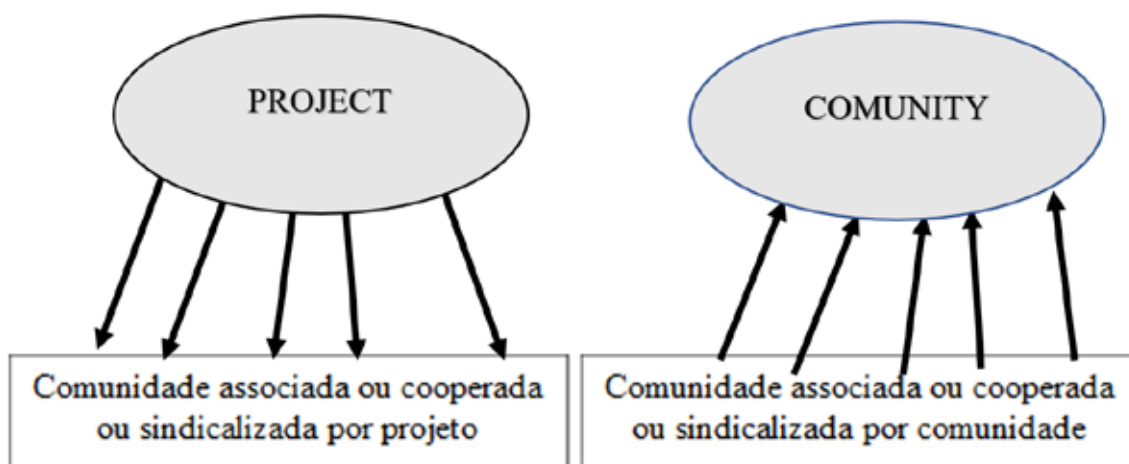 PROJECT
COMUNITY
Comunidade associada ou cooperada
ou sindicalizada por projeto
Comunidade associada ou cooperada
ou sindicalizada por comunidade